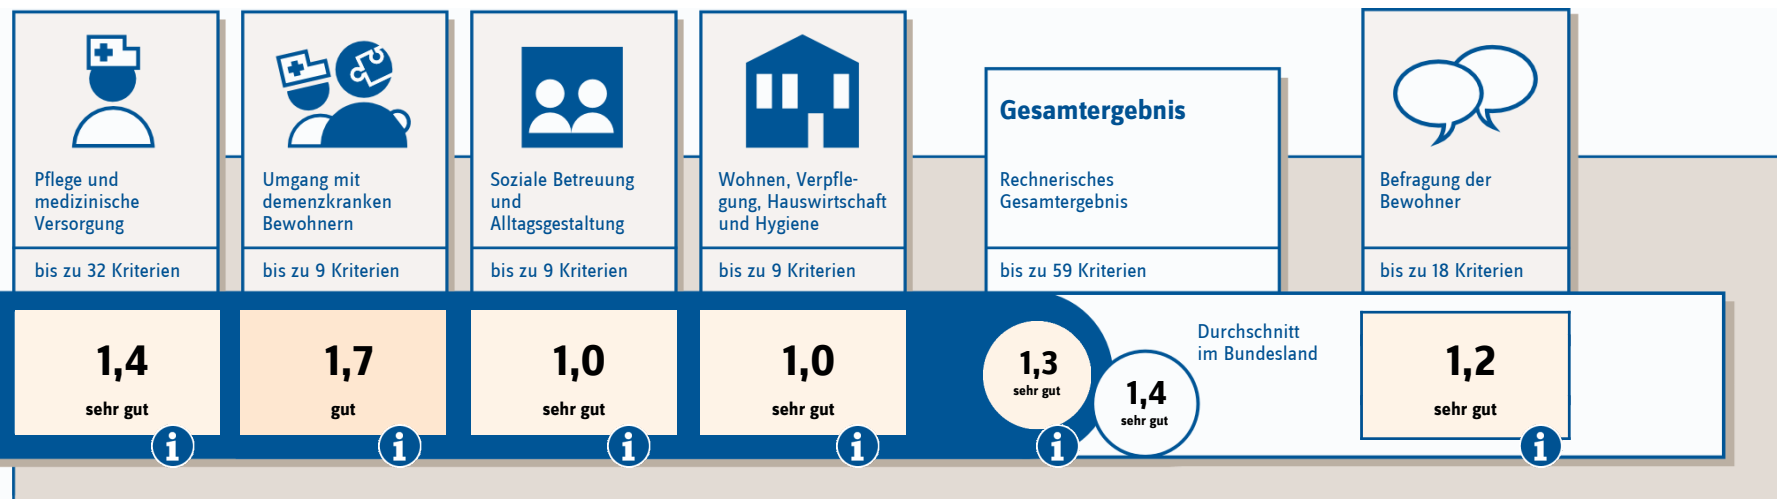 Pflege und
medizinische
Versorgung
bis zu 32 Kriterien
1,4
sehr gut
Umgang mit
demenzkranken
Bewohnern
bis zu 9 Kriterien
1,7
gut
Soziale Betreuung
und
Alltagsgestaltung
bis zu 9 Kriterien
1,0
sehr gut
Wohnen, Verpfle-
gung, Hauswirtschaft
und Hygiene
bis zu 9 Kriterien
1,0
sehr gut
Gesamtergebnis
Rechnerisches
Gesamtergebnis
bis zu 59 Kriterien
1,3
sehr gut
Durchschnitt
im Bundesland
1,4
sehr gut
Befragung der
Bewohner
bis zu 18 Kriterien
1,2
sehr gut